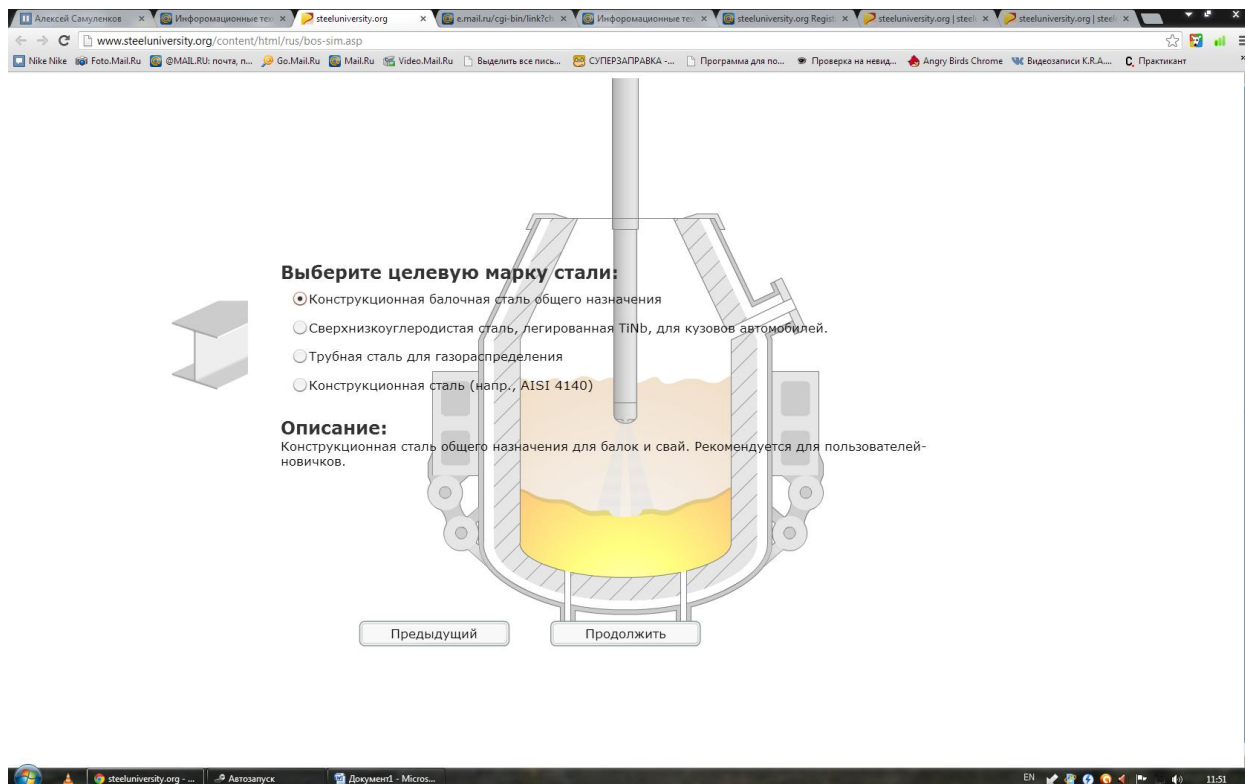 Алексей Самуленков
Инфоромационные тех
steeluniversity.org
e.mail.ru/cgi-bin/link?ch
Инфоромационные тех
steeluniversity.org Regist
steeluniversity.org | steel
steeluniversity.org | steel
www.steeluniversity.org/content/html/rus/bos-sim.asp
Nike Nike
Foto.Mail.Ru
@MAIL.RU: почта, п...
Go.Mail.Ru
Mail.Ru
Video.Mail.Ru
Выделить все пись...
СУПЕРЗАПРАВКА -...
Программа для по...
Проверка на невид...
Angry Birds Chrome
Видеозаписи K.R.A....
Практикант
Выберите целевую марку стали:
Конструкционная балочная сталь общего назначения
Сверхнизкоуглеродистая сталь, легированная TiNb, для кузовов автомобилей.
Трубная сталь для газораспределения
Конструкционная сталь (напр., AISI 4140)
Описание:
Конструкционная сталь общего назначения для балок и свай. Рекомендуется для пользователей-
новичков.
Предыдущий
Продолжить
steeluniversity.org - ...
Автозапуск
Документ1 - Micros...
EN
11:51